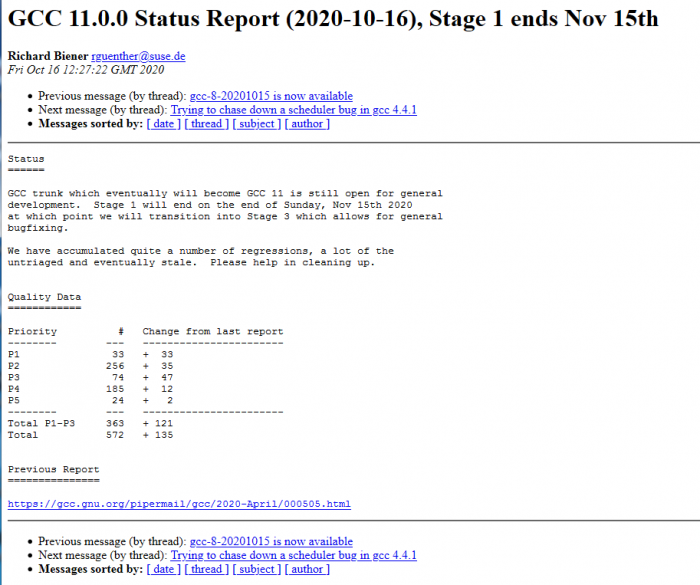 GCC 11.0.0 Status Report (2020-10-16), Stage 1 ends Nov 15th
Richard Biener rguenther@suse.de
Fri Oct 16 12:27:22 GMT 2020
• Previous message (by thread): gcc-8-20201015 is now available
• Next message (by thread): Trying to chase down a scheduler bug in gcc 4.4.1
• Messages sorted by: [ date ] [ thread ] [ subject ] [ author ]
Status
======
GCC trunk which eventually will become GCC 11 is still open for general
development.  Stage 1 will end on the end of Sunday, Nov 15th 2020
at which point we will transition into Stage 3 which allows for general
bugfixing.
We have accumulated quite a number of regressions, a lot of the
untriaged and eventually stale.  Please help in cleaning up.
Quality Data
============
Priority          #   Change from last report
--------        ---   -----------------------
P1               33   +  33
P2              256   +  35
P3               74   +  47
P4              185   +  12
P5               24   +   2
--------        ---   -----------------------
Total P1-P3     363   + 121
Total           572   + 135
Previous Report
===============
https://gcc.gnu.org/pipermail/gcc/2020-April/000505.html
• Previous message (by thread): gcc-8-20201015 is now available
• Next message (by thread): Trying to chase down a scheduler bug in gcc 4.4.1
• Messages sorted by: [ date ] [ thread ] [ subject ] [ author ]